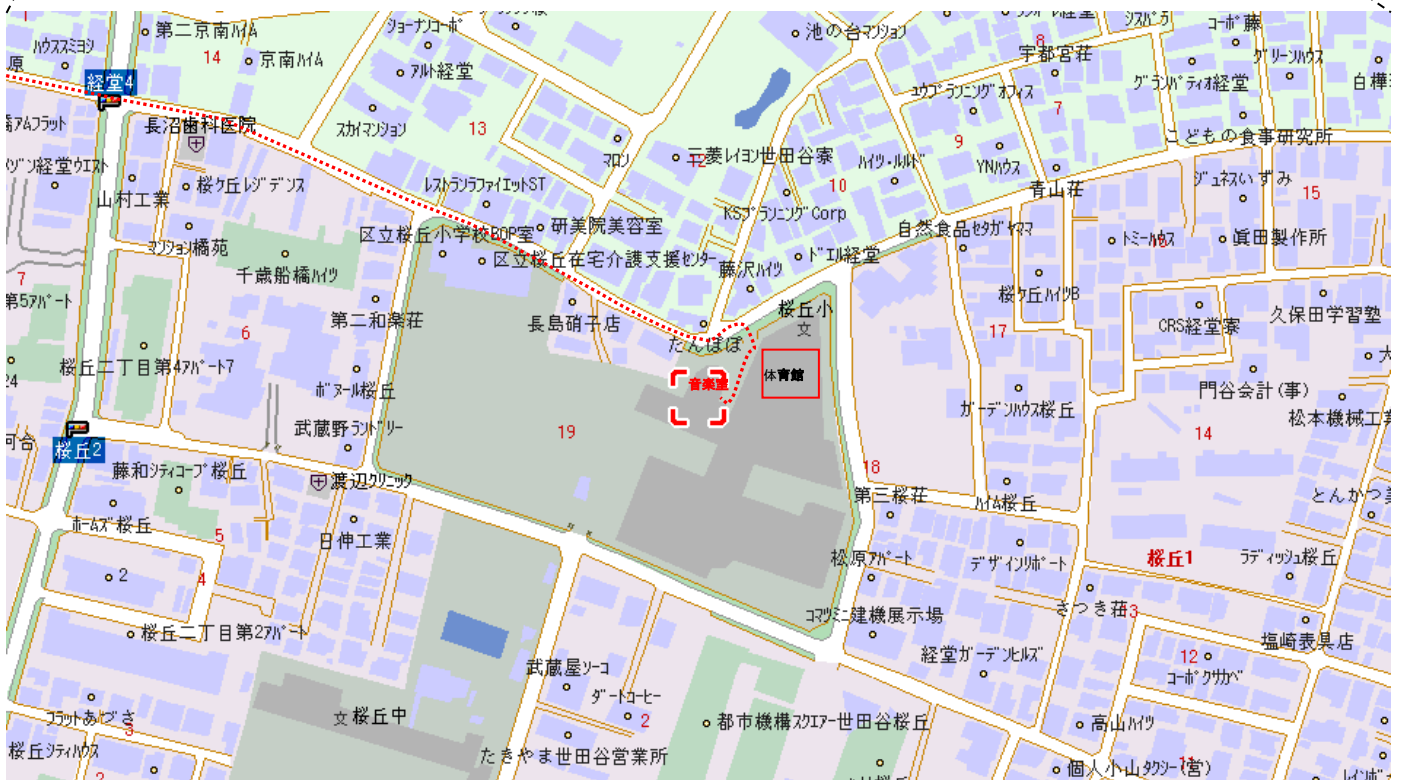 第二京南ﾊｲﾑ
14
京南ﾊｲﾑ
ｼｮｰﾅﾝｺｰﾎﾟ
ｱﾙﾄ経堂
池の台ﾏﾝｼｮﾝ
8
宇都宮荘
ｺｰﾎﾟ藤
ｸﾞﾘｰﾝﾊｳｽ
ﾊｳｽｽﾐﾖｼ
原
経堂4
ﾕｳﾌﾟﾗﾝﾆﾝｸﾞｵﾌｨｽ
7
ｸﾞﾗﾝﾊﾟﾃｨｵ経堂
白樺
長沼歯科医院
ｽｶｲﾏﾝｼｮﾝ
13
ﾏﾛﾝ
12
三菱ﾚｲﾖﾝ世田谷寮
ﾊｲﾂ・ﾙﾙﾄﾞ
9
YNﾊｳｽ
こどもの食事研究所
山村工業
桜ケ丘ﾚｼﾞﾃﾞﾝｽ
ﾚｽﾄﾗﾝﾗﾌｧｲｴｯﾄST
10
青山荘
ｼﾞｭﾈｽいずみ
15
KSﾌﾟﾗﾝﾆﾝｸﾞCorp
ﾏﾝｼｮﾝ橘苑
区立桜丘小学校BOP室
研美院美容室
自然食品ｾﾀｶﾞﾔﾏﾏ
ﾄﾐｰﾊｳｽ
眞田製作所
千歳船橋ﾊｲﾂ
区立桜丘在宅介護支援ｾﾝﾀｰ
藤沢ﾊｲﾂ
ﾄﾞｴﾙ経堂
7
第5ｱﾊﾟｰﾄ
6
第二和楽荘
長島硝子店
たんぽぽ
桜丘小
文
桜ケ丘ﾊｲﾂB
17
CRS経堂寮
久保田学習塾
桜丘二丁目第4ｱﾊﾟｰﾄ7
24
ﾎﾞﾇｰﾙ桜丘
音楽室
体育館
門谷会計(事)
ｶﾞｰﾃﾞﾝﾊｳｽ桜丘
松本機械工業
河合
桜丘2
武蔵野ﾗﾝﾄﾞﾘｰ
19
14
藤和ｼﾃｨｺｰﾌﾟ桜丘
渡辺ｸﾘﾆｯｸ
18
第三桜荘
ﾊｲﾑ桜丘
とんかつ美
ﾎｰﾑｽﾞ桜丘
5
日伸工業
松原ｱﾊﾟｰﾄ
ﾃﾞｻﾞｲﾝﾘﾎﾟｰﾄ
桜丘1
ﾗﾃﾞｨｯｼｭ桜丘
2
4
ｺﾏﾂﾐﾆ建機展示場
さつき荘
13
桜丘二丁目第2ｱﾊﾟｰﾄ
塩崎表具店
武蔵屋ｿｰｺ
経堂ｶﾞｰﾃﾞﾝﾋﾙｽﾞ
12
ｺｰﾎﾟｸｻｶﾍﾞ
ﾀﾞｰﾄｺｰﾋｰ
ﾌﾗｯﾄあづさ
3
文桜丘中
2
都市機構ｽｸｴｱｰ世田谷桜丘
高山ﾊｲﾂ
桜丘ｼﾃｨﾊｳｽ
たきやま世田谷営業所
個人小山ﾀｸｼｰ(営)